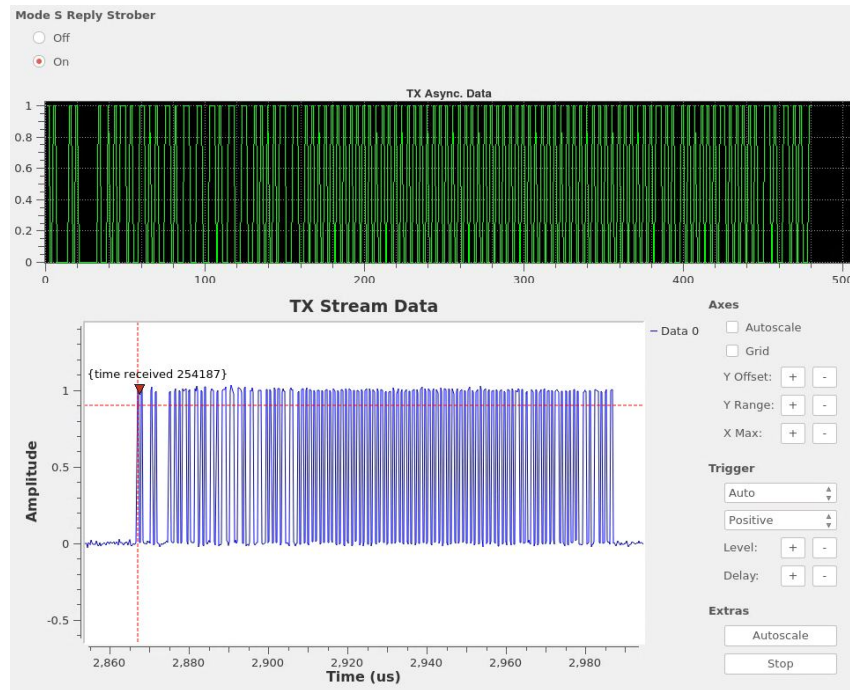 Mode S Reply Strober
Off
On
TX Async. Data
1
0.8
0.6
0.4
0.2
0
0 100 200 300 400 500
TX Stream Data
Data 0
{time received 254187}
1
0.5
0
-0.5
Amplitude
2,860 2,880 2,900 2,920 2,940 2,960 2,980
Time (us)
Axes
Autoscale
Grid
Y Offset: + -
Y Range: + -
X Max: + -
Trigger
Auto
Positive
Level: + -
Delay: + -
Extras
Autoscale
Stop